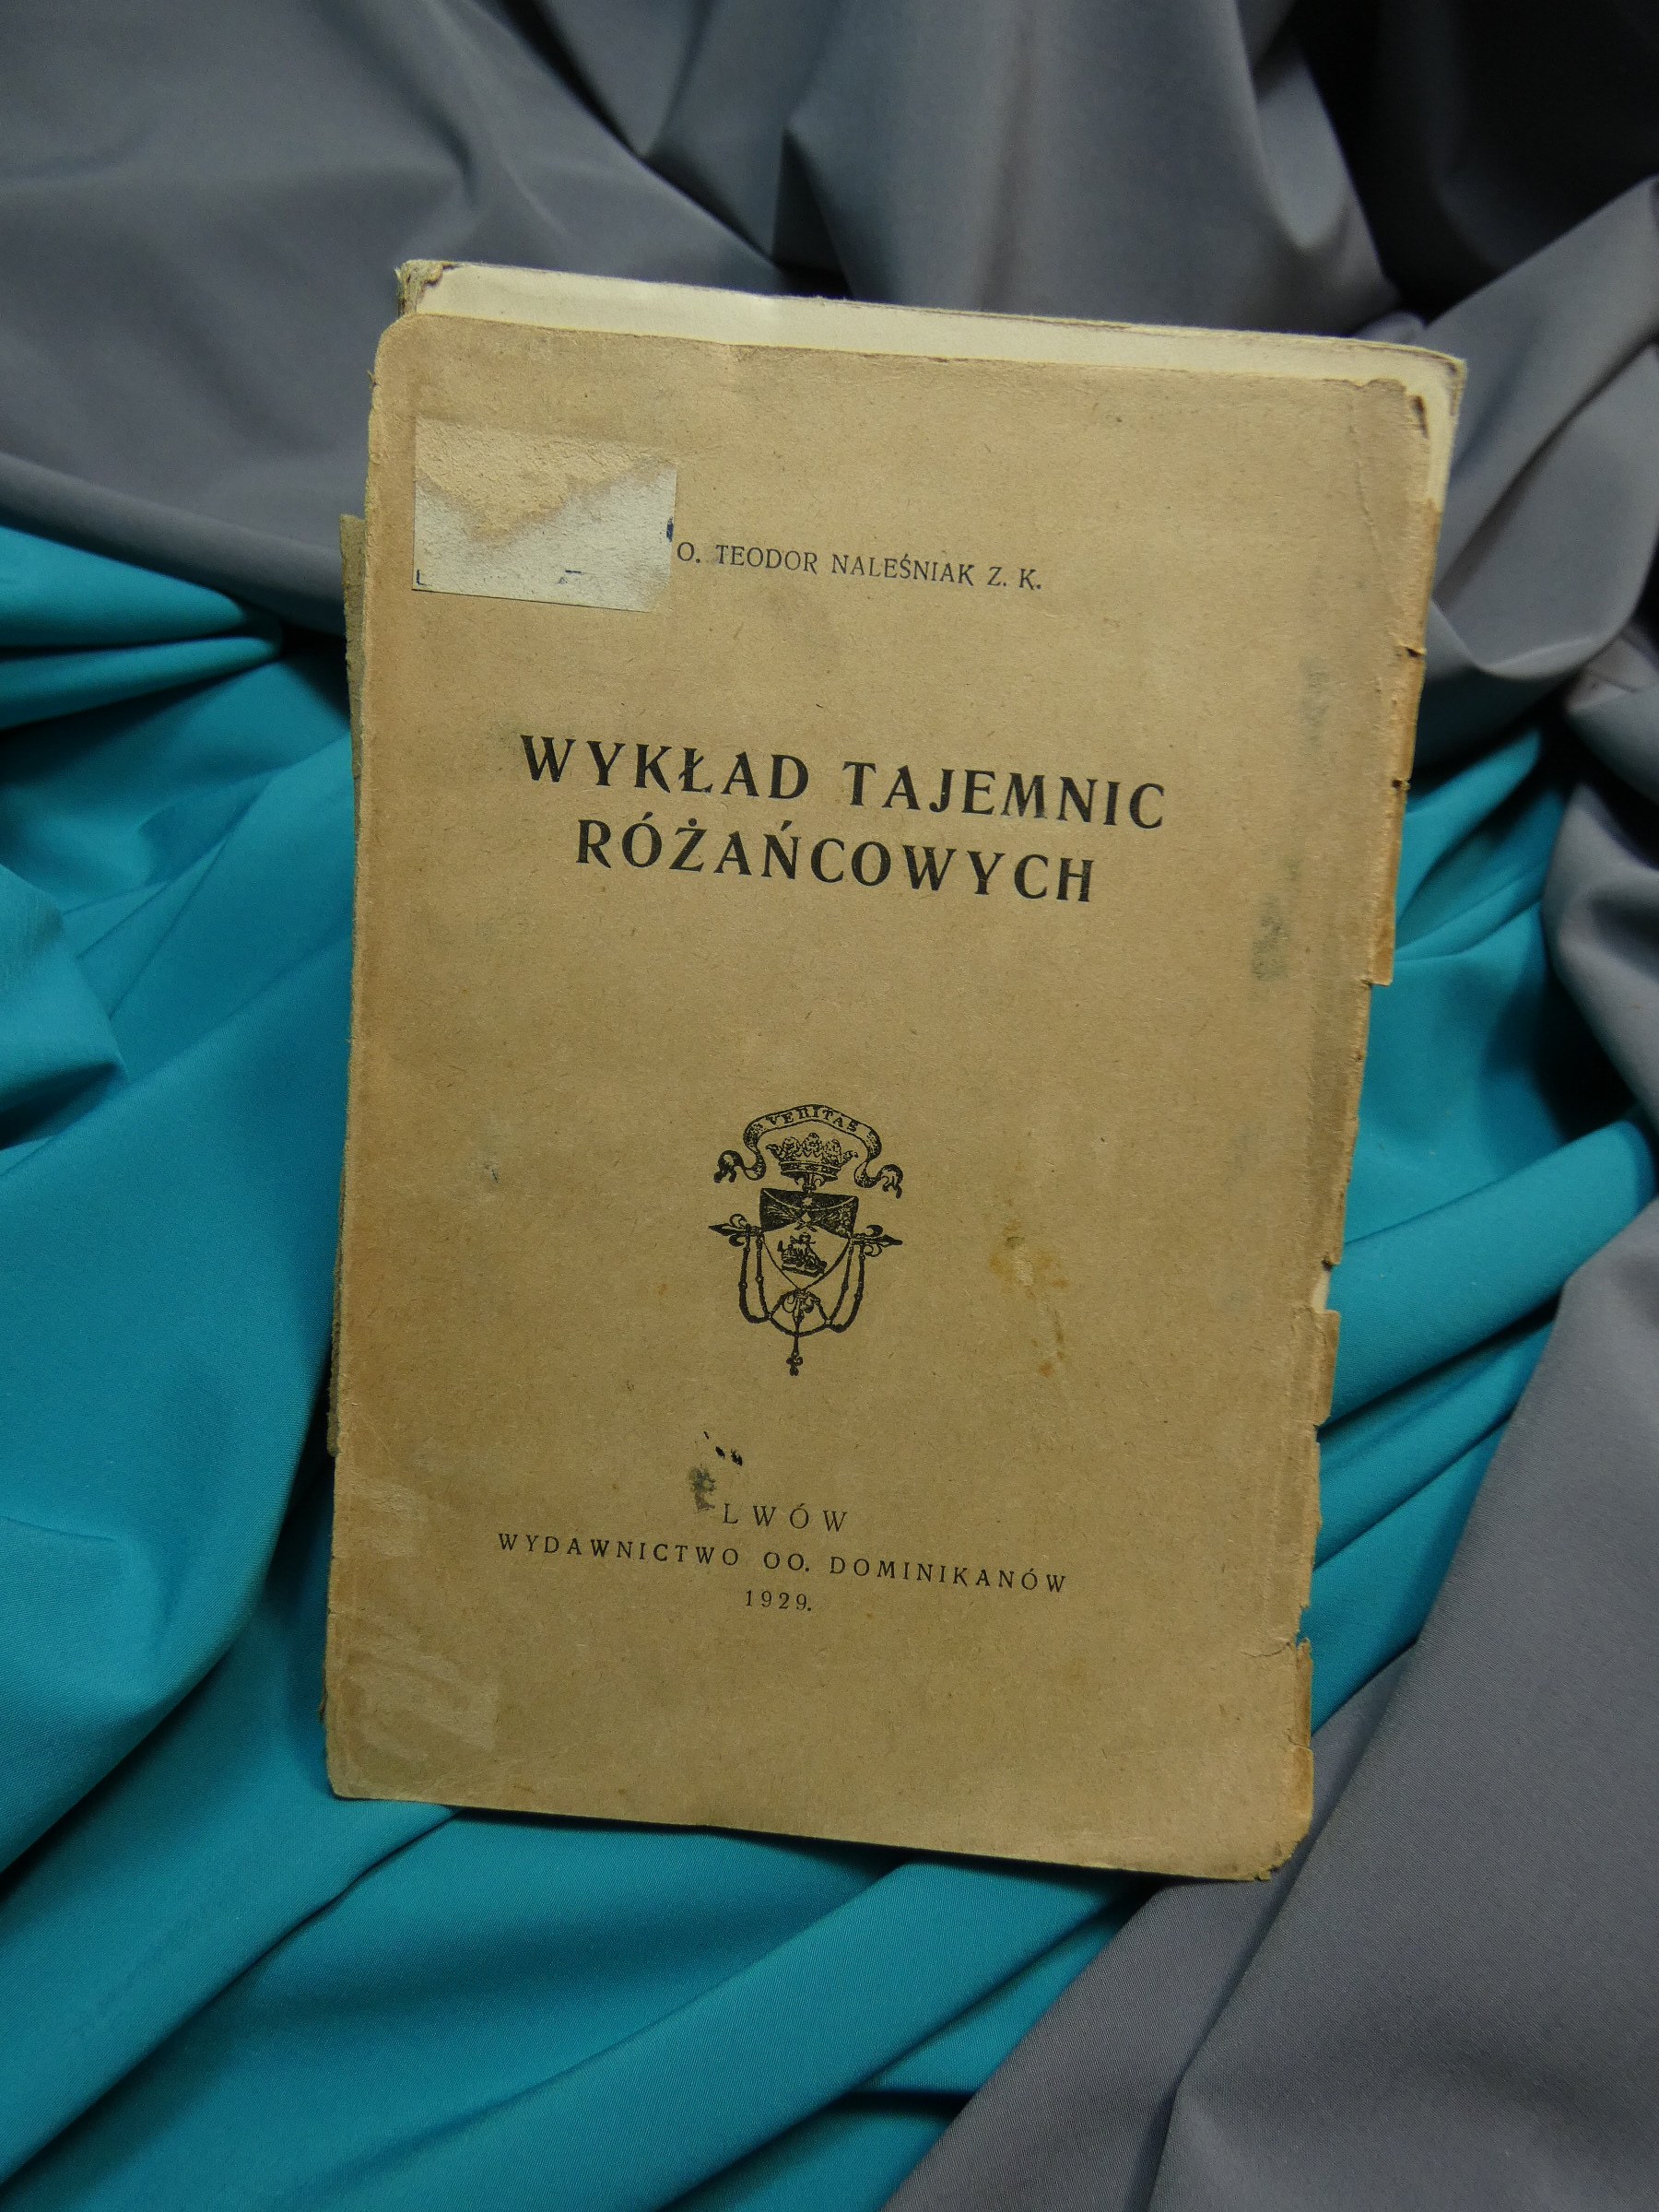 O. TEODOR NALEŚNIAK Z. K.
WYKŁAD TAJEMNIC
RÓŻAŃCOWYCH
VERITAS
LWÓW
WYDAWNICTWO OO. DOMINIKANÓW
1929.